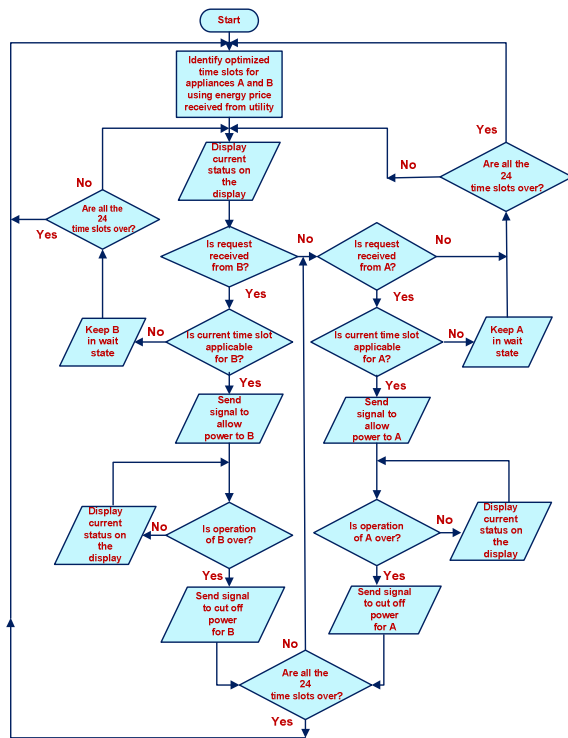 Start
Identify optimized
time slots for
appliances A and B
using energy price
received from utility
Yes
Display
current
status on
the
display
No
Are all the
24
time slots over?
No
Are all the
24
time slots over?
Yes
Is request
received
from B?
No
Is request
received
from A?
No
Yes
Yes
Keep B
in wait
state
No
Is current time slot
applicable
for B?
Is current time slot
applicable
for A?
No
Keep A
in wait
state
Yes
Yes
Send
signal to
allow
power to B
Send
signal to
allow
power to A
Display
current
status on
the
display
No
Is operation
of B over?
Is operation
of A over?
No
Display
current
status on
the
display
Yes
Yes
Send signal
to cut off
power
for B
Send signal
to cut off
power
for A
No
Are all the
24
time slots over?
Yes